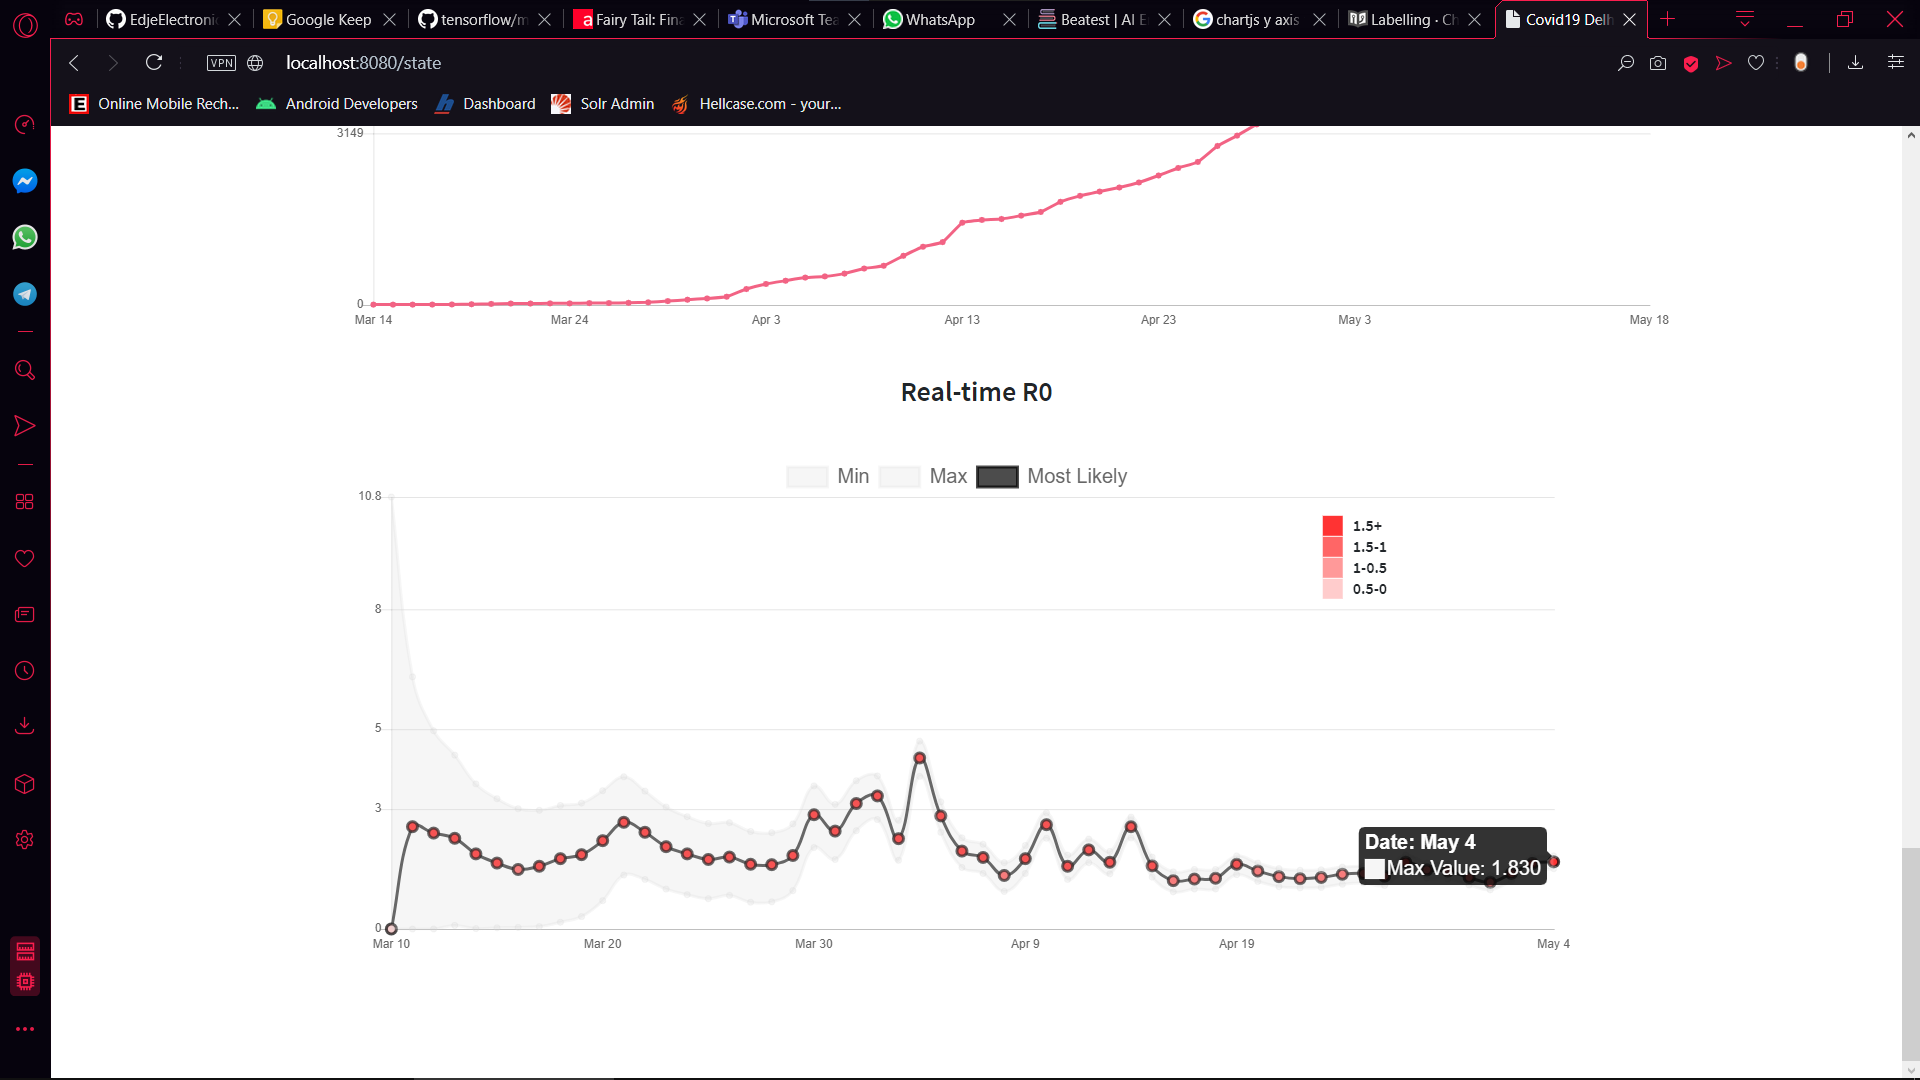 EdjeElectroni
Google Keep
tensorflow/m
Fairy Tail: Fina
Microsoft Tea
WhatsApp
Beatest | AI E
chartjs y axis
Labelling · Ch
Covid19 Delh
VPN
localhost:8080/state
Online Mobile Rech...
Android Developers
Dashboard
Solr Admin
Hellcase.com - your...
3149
0
Mar 14
Mar 24
Apr 3
Apr 13
Apr 23
May 3
May 18
Real-time R0
Min
Max
Most Likely
10.8
8
5
3
0
1.5+
1.5-1
1-0.5
0.5-0
Date: May 4
Max Value: 1.830
Mar 10
Mar 20
Mar 30
Apr 9
Apr 19
May 4